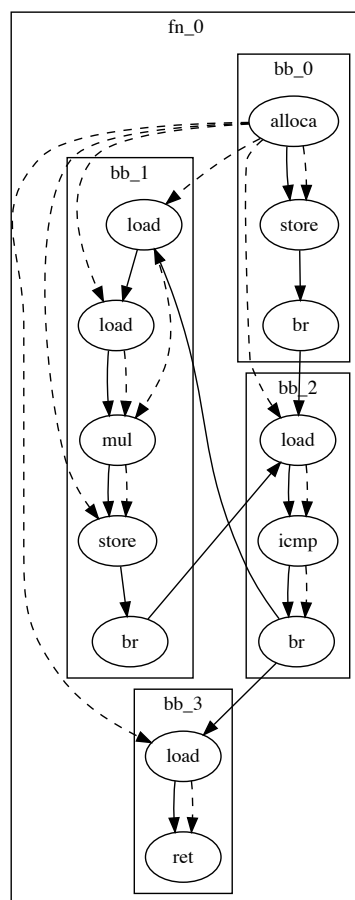 fn_0
bb_0
alloca
store
br
bb_1
load
load
mul
store
br
bb_2
load
icmp
br
bb_3
load
ret